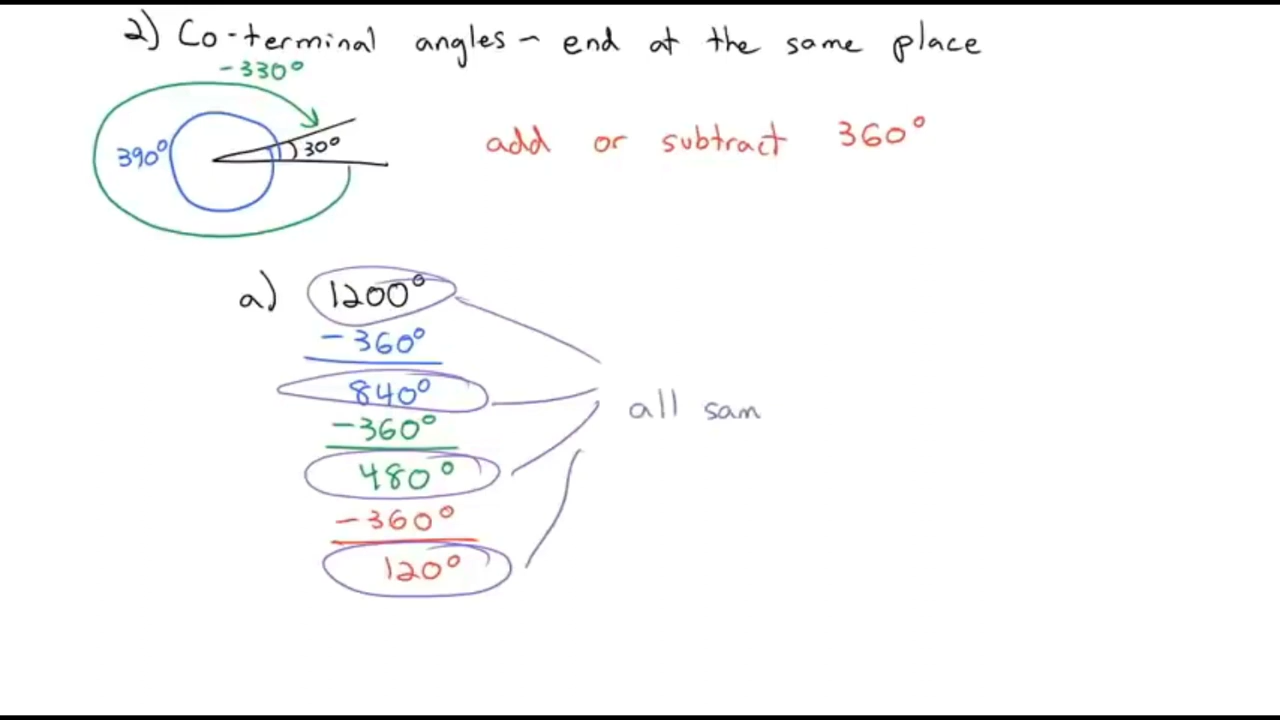 2) Co-terminal angles - end at the same place
-330°
390°
30°
add or subtract 360°
a) 1200°
-360°
840°
-360°
480°
-360°
120°
all sam